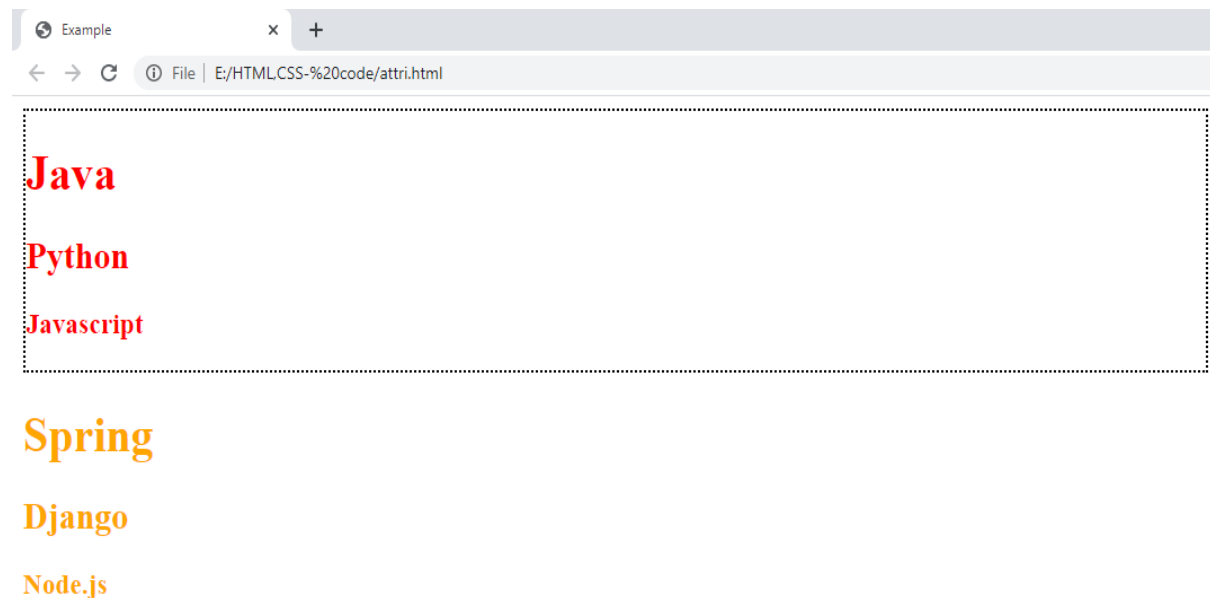 Example
File E:/HTML,CSS-%20code/attri.html
Java
Python
Javascript
Spring
Django
Node.js